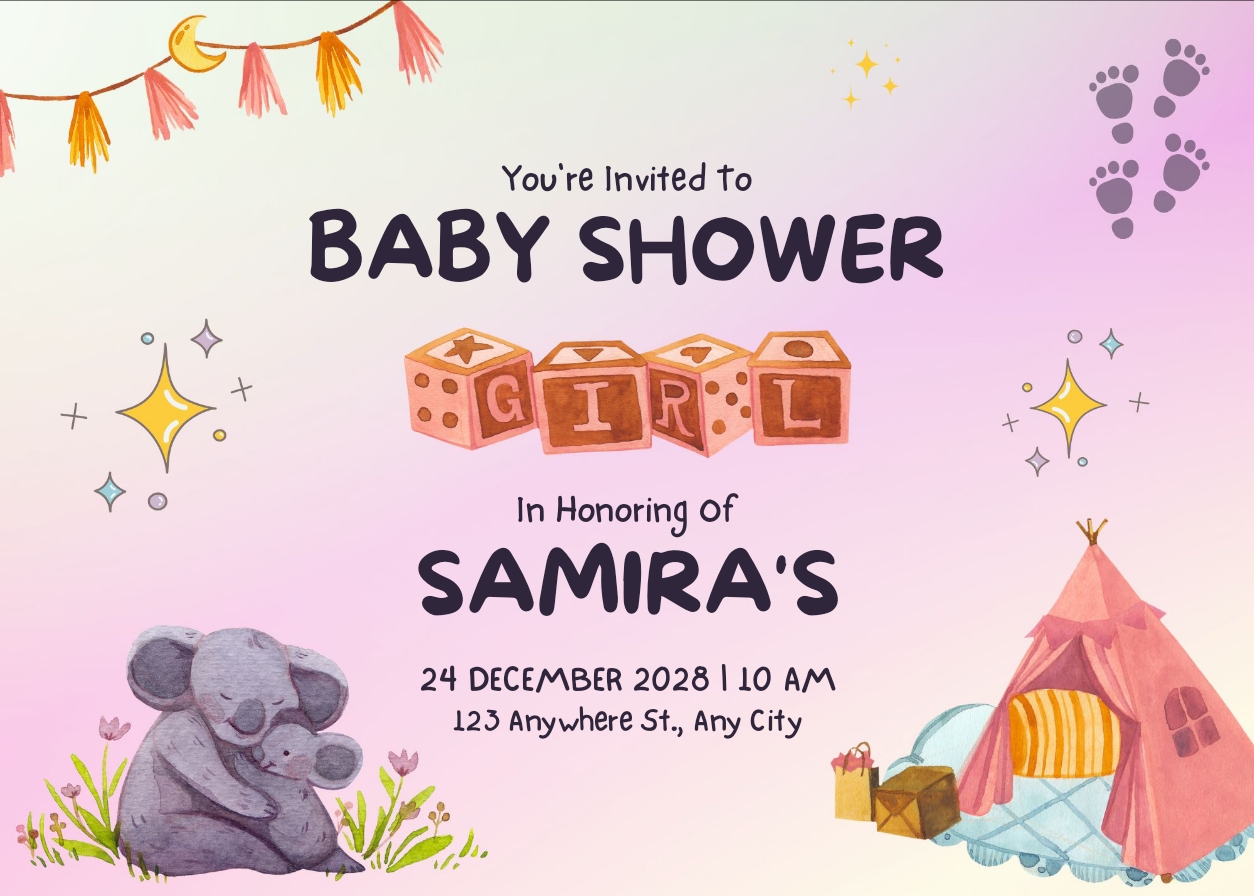 You're Invited to
BABY SHOWER
GIRL
In Honoring Of
SAMIRA'S
24 DECEMBER 2028 | 10 AM
123 Anywhere St., Any City